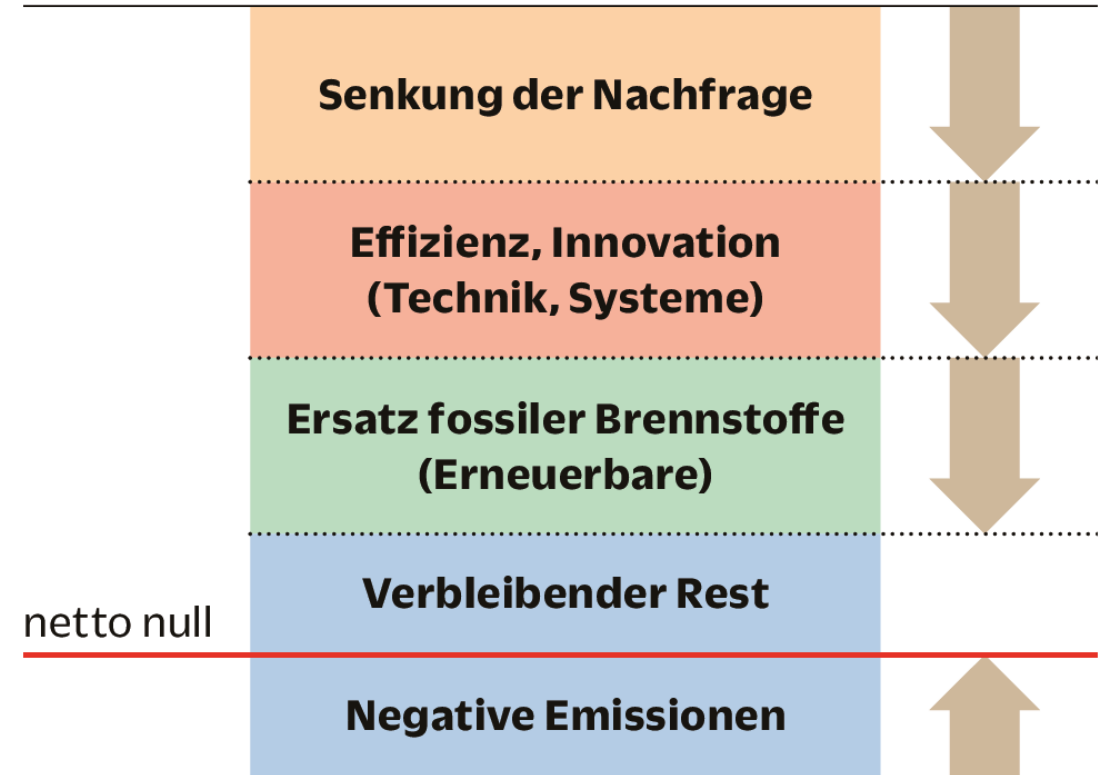 Senkung der Nachfrage
Effizienz, Innovation
(Technik, Systeme)
Ersatz fossiler Brennstoffe
(Erneuerbare)
Verbleibender Rest
netto null
Negative Emissionen